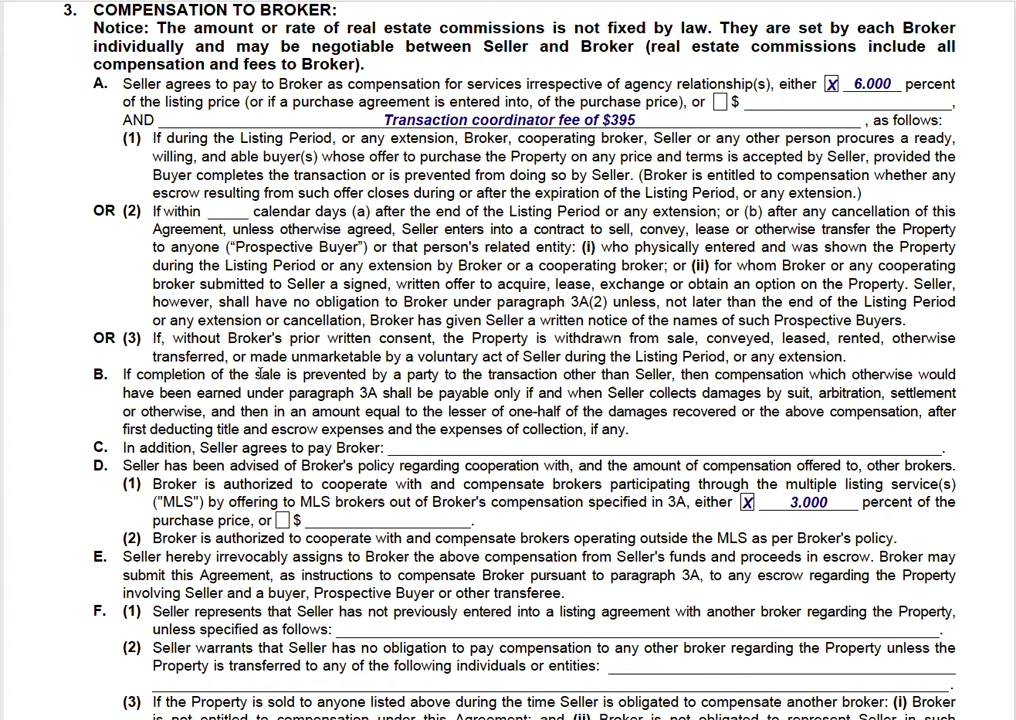 3. COMPENSATION TO BROKER:
Notice: The amount or rate of real estate commissions is not fixed by law. They are set by each Broker
individually and may be negotiable between Seller and Broker (real estate commissions include all
compensation and fees to Broker).
A. Seller agrees to pay to Broker as compensation for services irrespective of agency relationship(s), either X 6.000 percent
of the listing price (or if a purchase agreement is entered into, of the purchase price), or $ ,
AND Transaction coordinator fee of $395 , as follows:
(1) If during the Listing Period, or any extension, Broker, cooperating broker, Seller or any other person procures a ready,
willing, and able buyer(s) whose offer to purchase the Property on any price and terms is accepted by Seller, provided the
Buyer completes the transaction or is prevented from doing so by Seller. (Broker is entitled to compensation whether any
escrow resulting from such offer closes during or after the expiration of the Listing Period, or any extension.)
OR (2) If within _____ calendar days (a) after the end of the Listing Period or any extension; or (b) after any cancellation of this
Agreement, unless otherwise agreed, Seller enters into a contract to sell, convey, lease or otherwise transfer the Property
to anyone (“Prospective Buyer”) or that person's related entity: (i) who physically entered and was shown the Property
during the Listing Period or any extension by Broker or a cooperating broker; or (ii) for whom Broker or any cooperating
broker submitted to Seller a signed, written offer to acquire, lease, exchange or obtain an option on the Property. Seller,
however, shall have no obligation to Broker under paragraph 3A(2) unless, not later than the end of the Listing Period
or any extension or cancellation, Broker has given Seller a written notice of the names of such Prospective Buyers.
OR (3) If, without Broker's prior written consent, the Property is withdrawn from sale, conveyed, leased, rented, otherwise
transferred, or made unmarketable by a voluntary act of Seller during the Listing Period, or any extension.
B. If completion of the sale is prevented by a party to the transaction other than Seller, then compensation which otherwise would
have been earned under paragraph 3A shall be payable only if and when Seller collects damages by suit, arbitration, settlement
or otherwise, and then in an amount equal to the lesser of one-half of the damages recovered or the above compensation, after
first deducting title and escrow expenses and the expenses of collection, if any.
C. In addition, Seller agrees to pay Broker: .
D. Seller has been advised of Broker's policy regarding cooperation with, and the amount of compensation offered to, other brokers.
(1) Broker is authorized to cooperate with and compensate brokers participating through the multiple listing service(s)
("MLS") by offering to MLS brokers out of Broker's compensation specified in 3A, either X 3.000 percent of the
purchase price, or $ .
(2) Broker is authorized to cooperate with and compensate brokers operating outside the MLS as per Broker's policy.
E. Seller hereby irrevocably assigns to Broker the above compensation from Seller's funds and proceeds in escrow. Broker may
submit this Agreement, as instructions to compensate Broker pursuant to paragraph 3A, to any escrow regarding the Property
involving Seller and a buyer, Prospective Buyer or other transferee.
F. (1) Seller represents that Seller has not previously entered into a listing agreement with another broker regarding the Property,
unless specified as follows: .
(2) Seller warrants that Seller has no obligation to pay compensation to any other broker regarding the Property unless the
Property is transferred to any of the following individuals or entities:
.
(3) If the Property is sold to anyone listed above during the time Seller is obligated to compensate another broker: (i) Broker
is not entitled to compensation under this Agreement; and (ii) Broker is not obligated to represent Seller in such